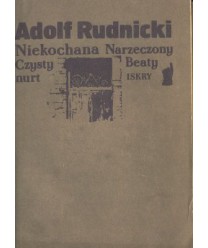 Adolf Rudnicki
Niekochana Narzeczony
Czysty Beaty
nurt ISKRY